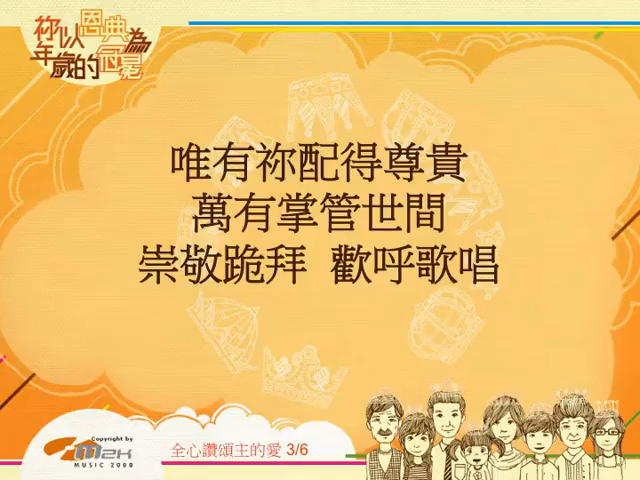 祢以恩典為
年歲的冠冕
唯有祢配得尊貴
萬有掌管世間
崇敬跪拜 歡呼歌唱
Copyright by
M2K
MUSIC 2000
全心讚頌主的愛 3/6